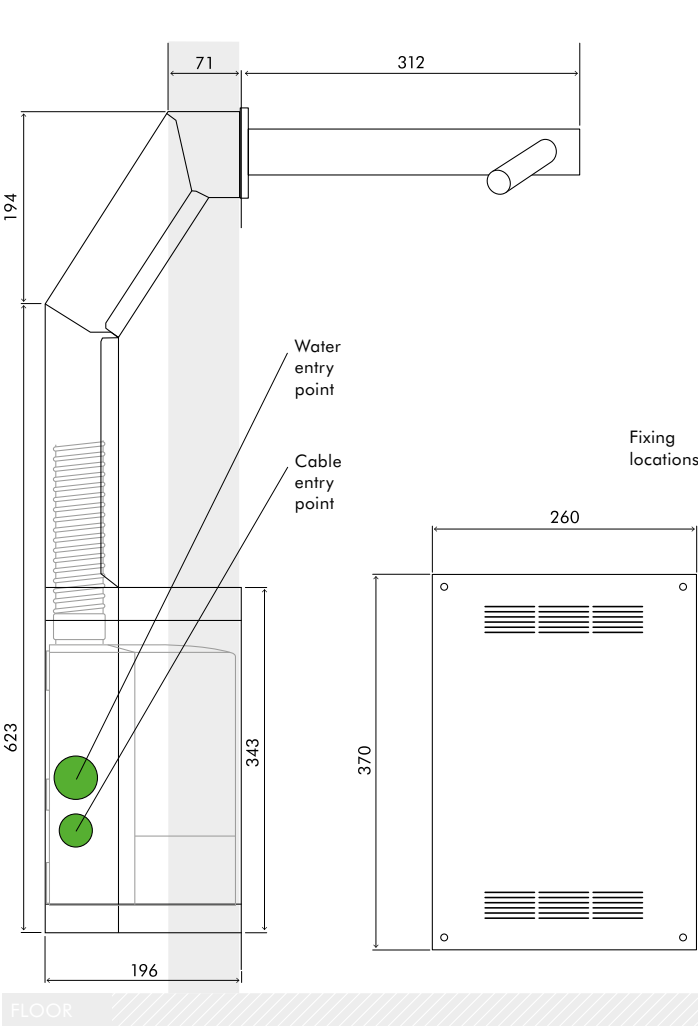 71
312
194
Water
entry
point
Fixing
locations
Cable
entry
point
260
623
343
370
196
FLOOR